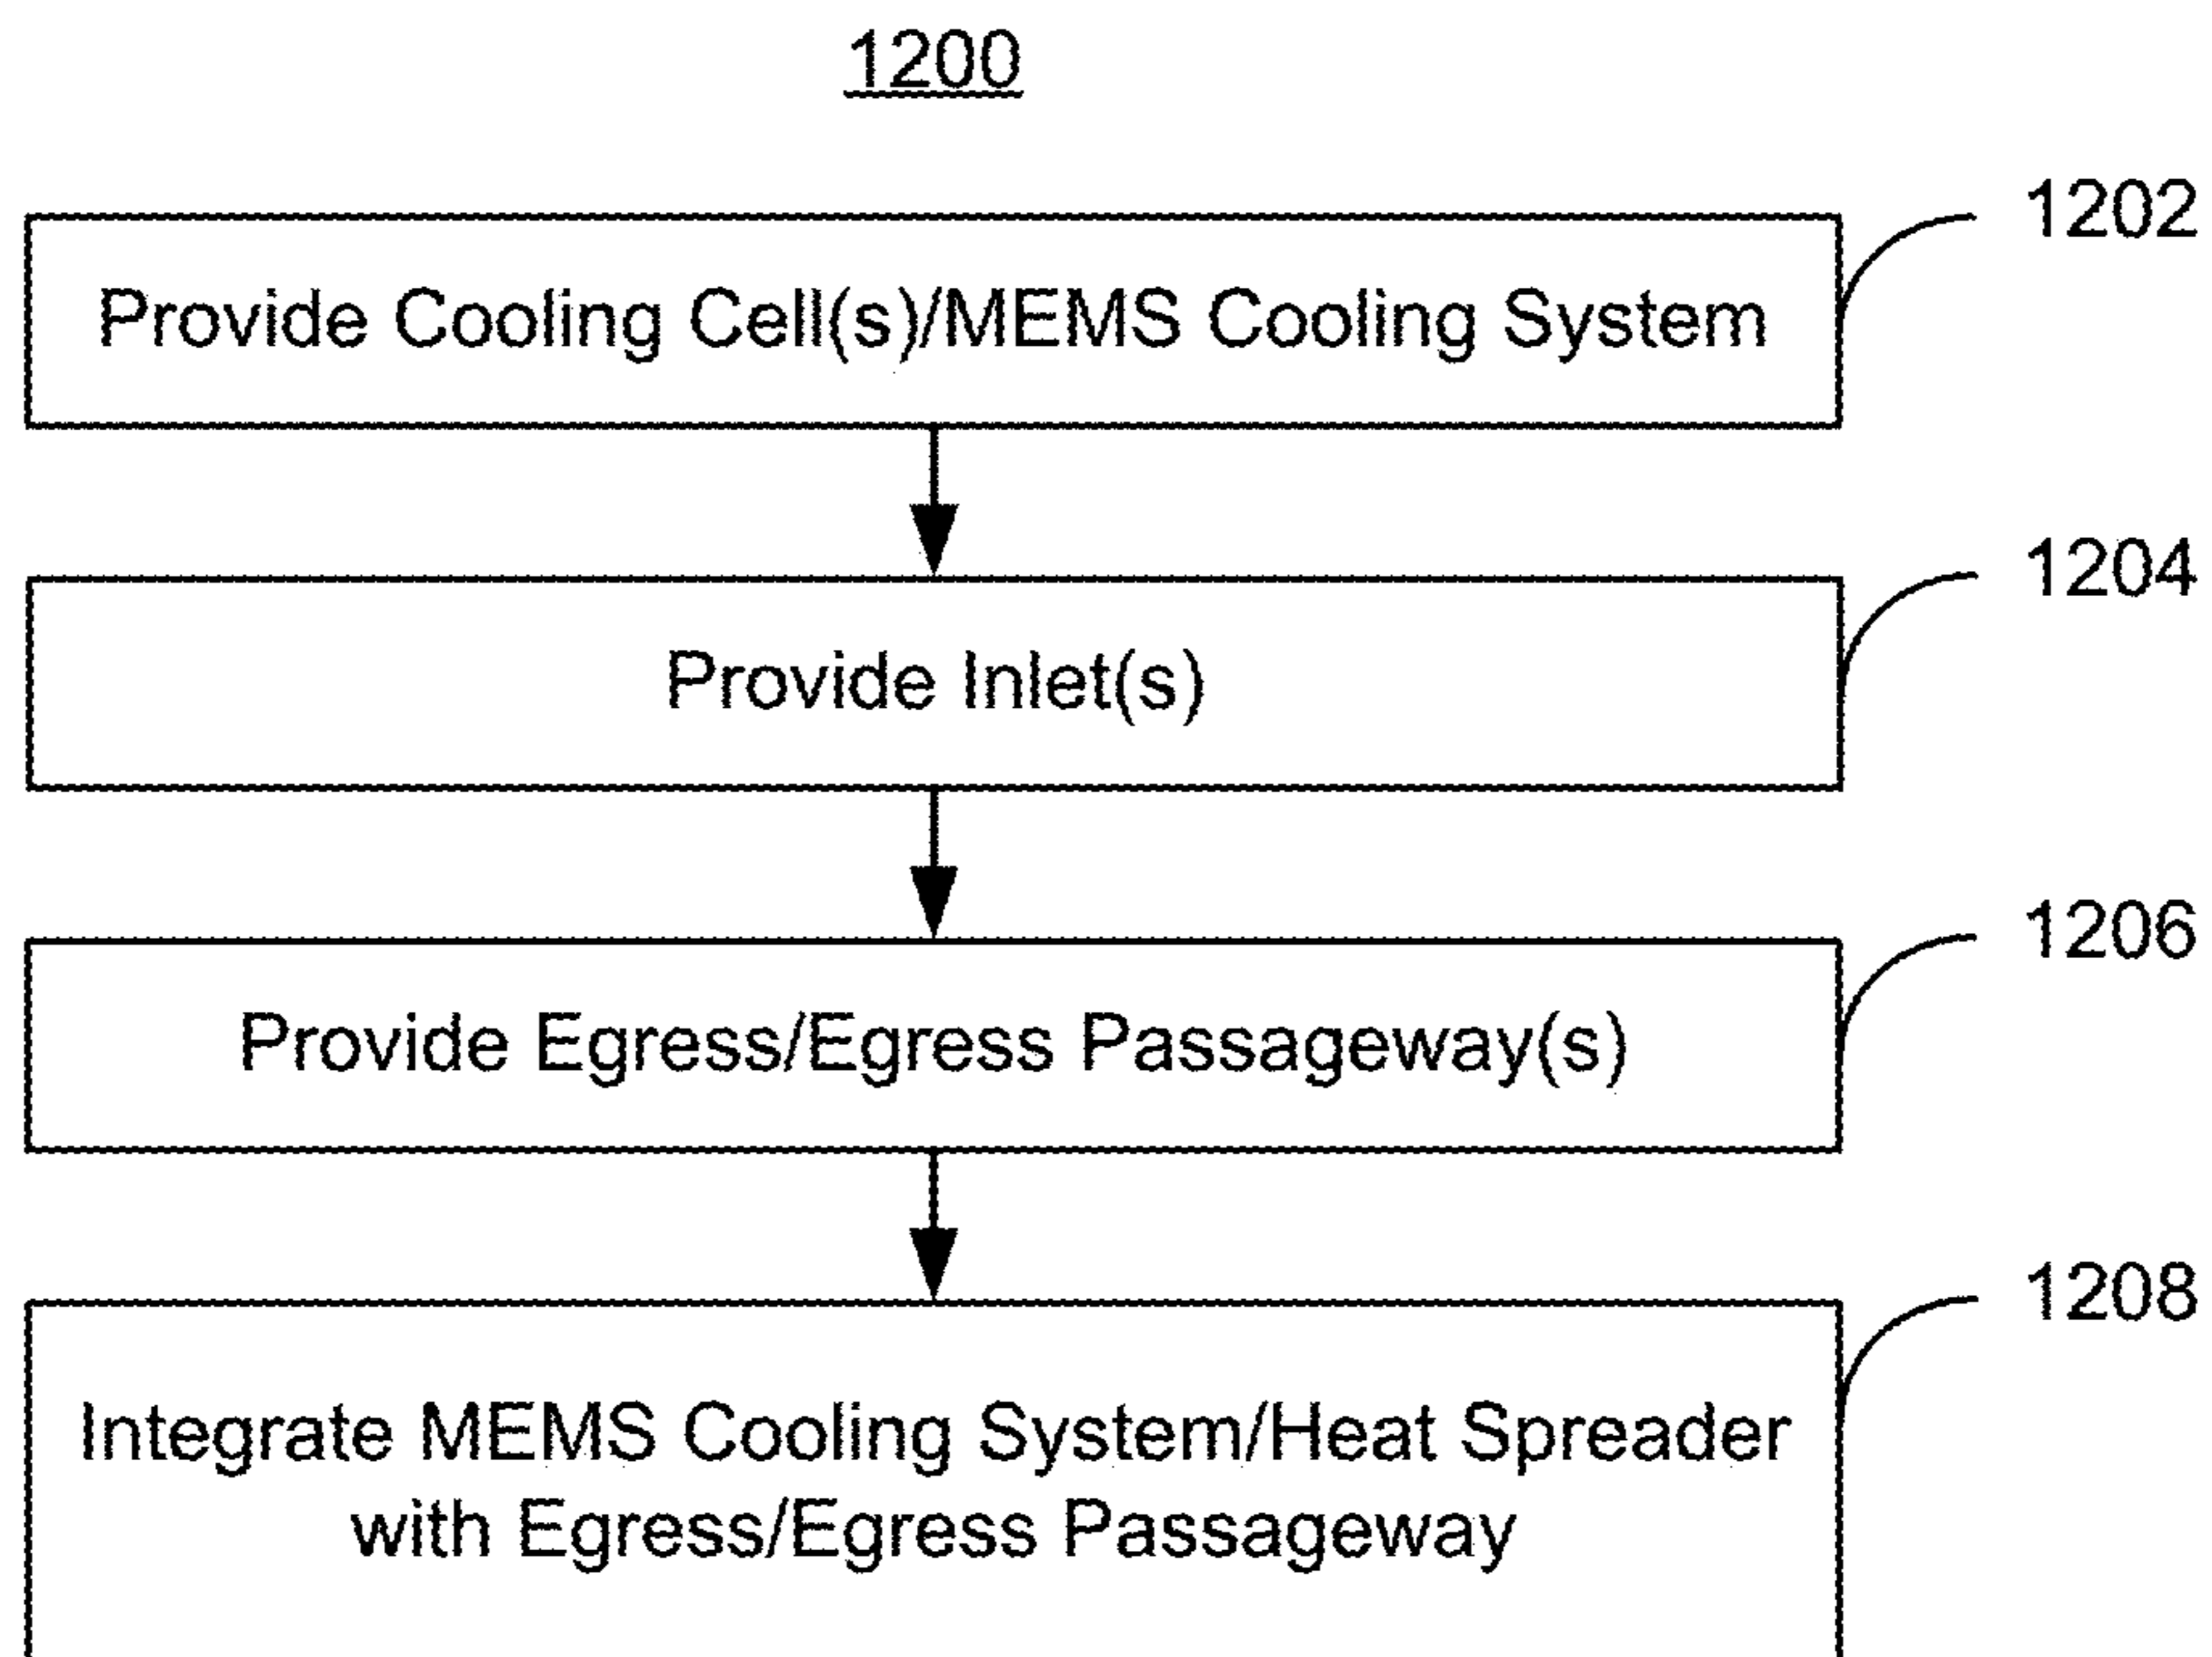 1200
1202
Provide Cooling Cell(s)/MEMS Cooling System
1204
Provide Inlet(s)
1206
Provide Egress/Egress Passageway(s)
1208
Integrate MEMS Cooling System/Heat Spreader
with Egress/Egress Passageway